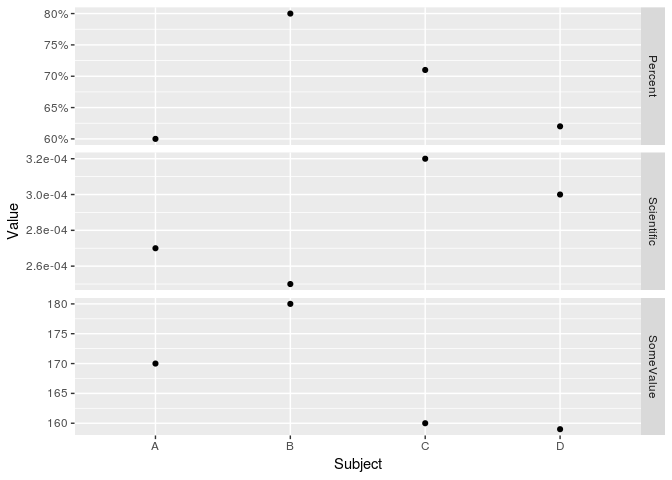 80%
75%
70%
65%
60%
Percent
3.2e-04
3.0e-04
2.8e-04
2.6e-04
Scientific
180
175
170
165
160
SomeValue
Value
A B C D
Subject